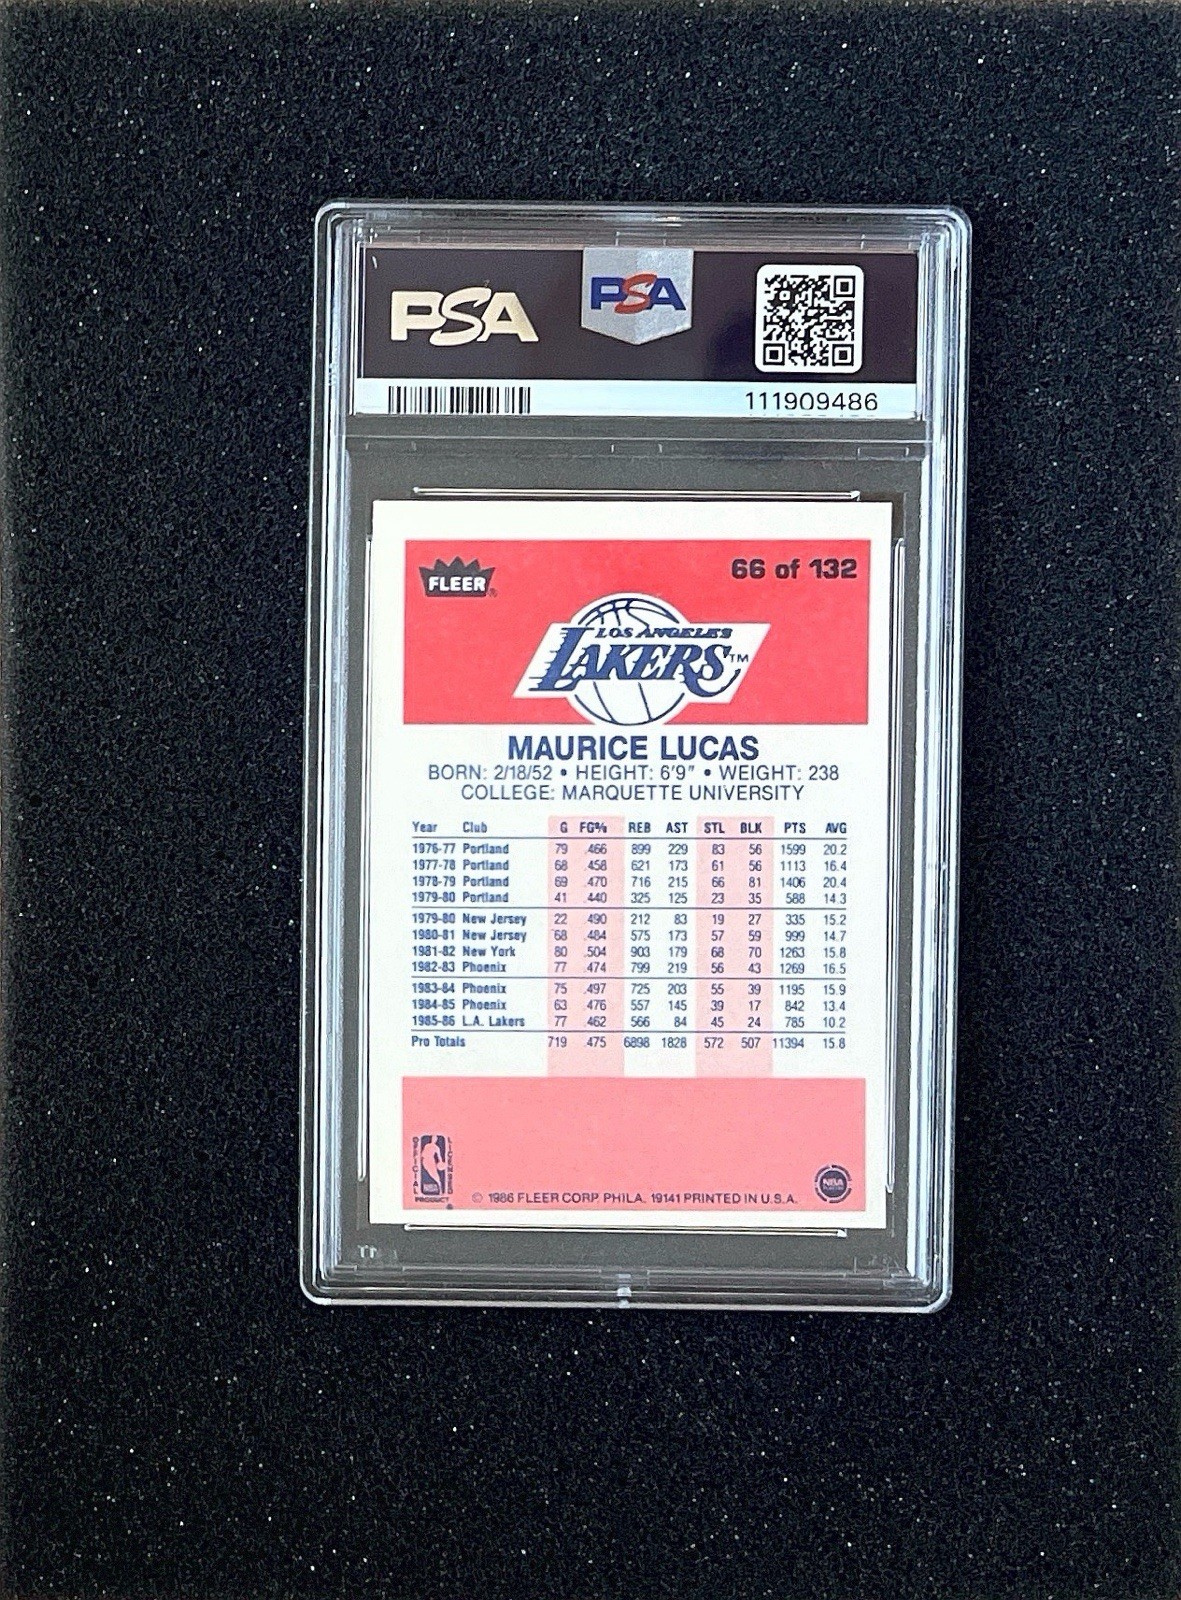 PSA PSA
111909486
FLEER® 66 of 132
LOS ANGELES
LAKERS™
MAURICE LUCAS
BORN: 2/18/52 • HEIGHT: 6'9" • WEIGHT: 238
COLLEGE: MARQUETTE UNIVERSITY
Year Club G FG% REB AST STL BLK PTS AVG
1976-77 Portland 79 .466 899 229 83 56 1599 20.2
1977-78 Portland 68 .458 621 173 61 56 1113 16.4
1978-79 Portland 69 .470 716 215 66 81 1406 20.4
1979-80 Portland 41 .440 325 125 23 35 588 14.3
1979-80 New Jersey 22 .490 212 83 19 27 335 15.2
1980-81 New Jersey 68 .484 575 173 57 59 999 14.7
1981-82 New York 80 .504 903 179 68 70 1263 15.8
1982-83 Phoenix 77 .474 799 219 56 43 1269 16.5
1983-84 Phoenix 75 .497 725 203 55 39 1195 15.9
1984-85 Phoenix 63 .476 557 145 39 17 842 13.4
1985-86 L.A. Lakers 77 .462 566 84 45 24 785 10.2
Pro Totals 719 .475 6898 1828 572 507 11394 15.8
OFFICIAL LICENSED
NBA
PRODUCT
NBA
© 1986 FLEER CORP. PHILA. 19141 PRINTED IN U.S.A.